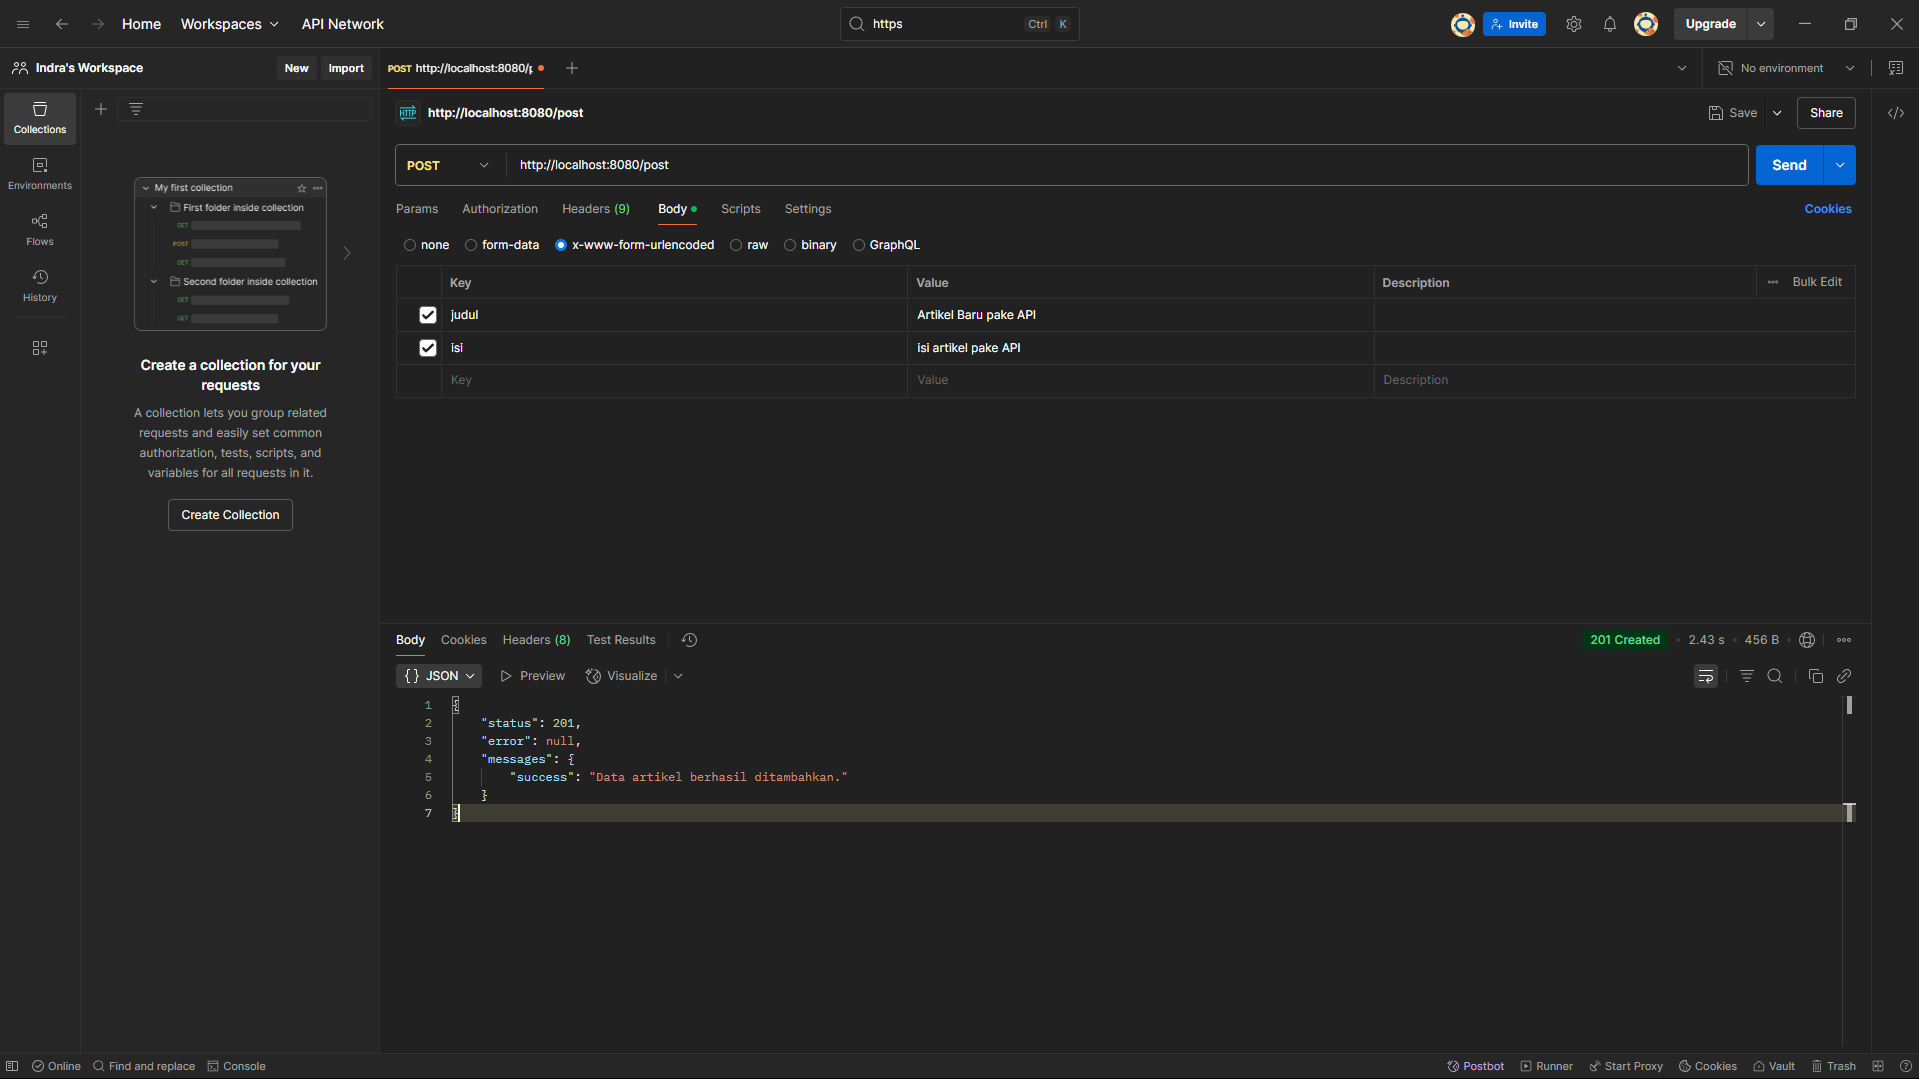 Home Workspaces API Network https Ctrl K Invite Upgrade
Indra's Workspace New Import POST http://localhost:8080/p No environment
Collections
Environments
Flows
History
My first collection
First folder inside collection
GET
POST
GET
Second folder inside collection
GET
GET
Create a collection for your
requests
A collection lets you group related
requests and easily set common
authorization, tests, scripts, and
variables for all requests in it.
Create Collection
HTTP http://localhost:8080/post Save Share
POST http://localhost:8080/post Send
Params Authorization Headers (9) Body Scripts Settings Cookies
none form-data x-www-form-urlencoded raw binary GraphQL
Key Value Description Bulk Edit
judul Artikel Baru pake API
isi isi artikel pake API
Key Value Description
Body Cookies Headers (8) Test Results 201 Created 2.43 s 456 B
{} JSON Preview Visualize
1 {
2 "status": 201,
3 "error": null,
4 "messages": {
5 "success": "Data artikel berhasil ditambahkan."
6 }
7 }
Online Find and replace Console Postbot Runner Start Proxy Cookies Vault Trash